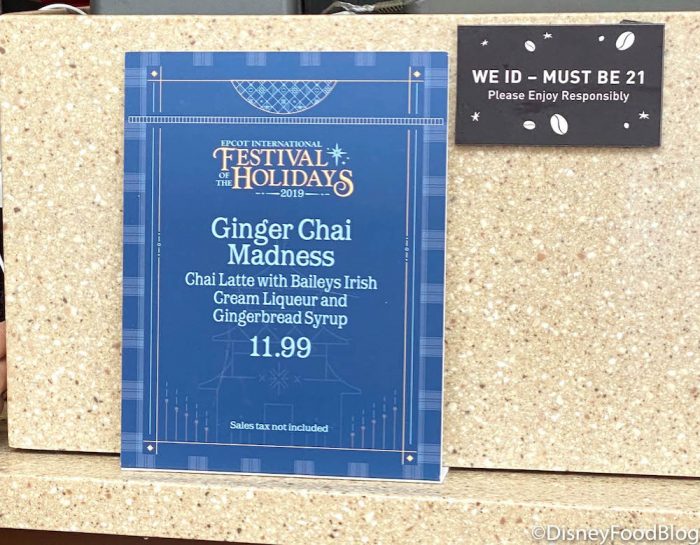 EPCOT INTERNATIONAL
FESTIVAL
OF THE HOLIDAYS
2019
Ginger Chai
Madness
Chai Latte with Baileys Irish
Cream Liqueur and
Gingerbread Syrup
11.99
Sales tax not included
WE ID – MUST BE 21
Please Enjoy Responsibly
©DisneyFoodBlog